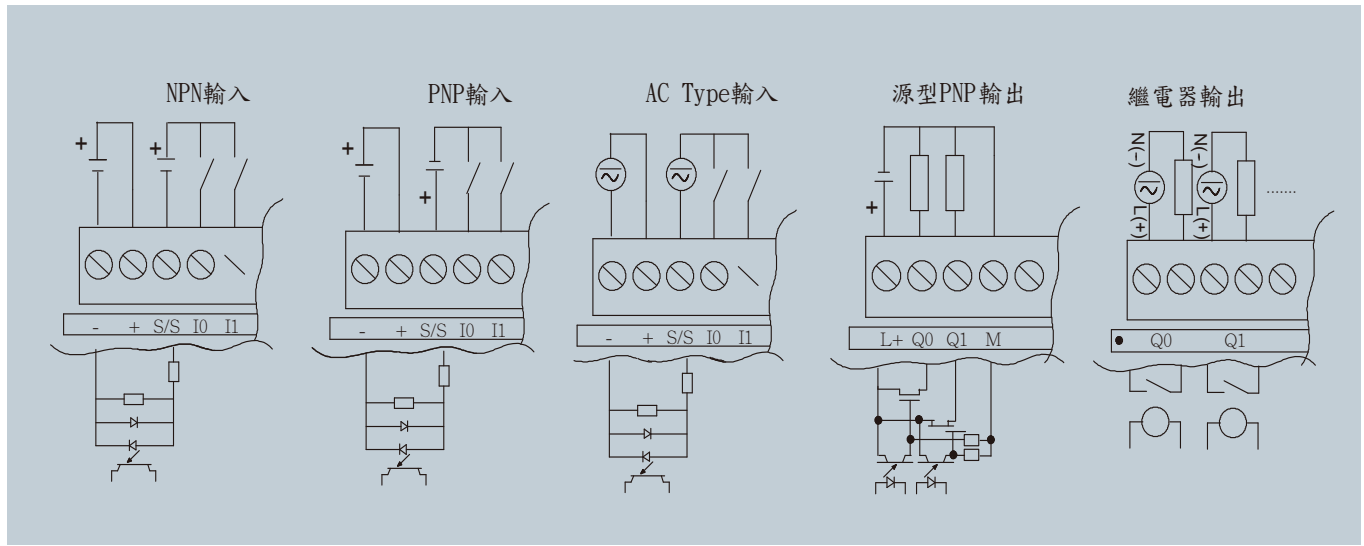 NPN輸入
+
+
- + S/S I0 I1
PNP輸入
+
+
- + S/S I0 I1
AC Type輸入
- + S/S I0 I1
源型PNP輸出
+
L+ Q0 Q1 M
繼電器輸出
N(-) L(+) N(-) L(+) .......
Q0 Q1